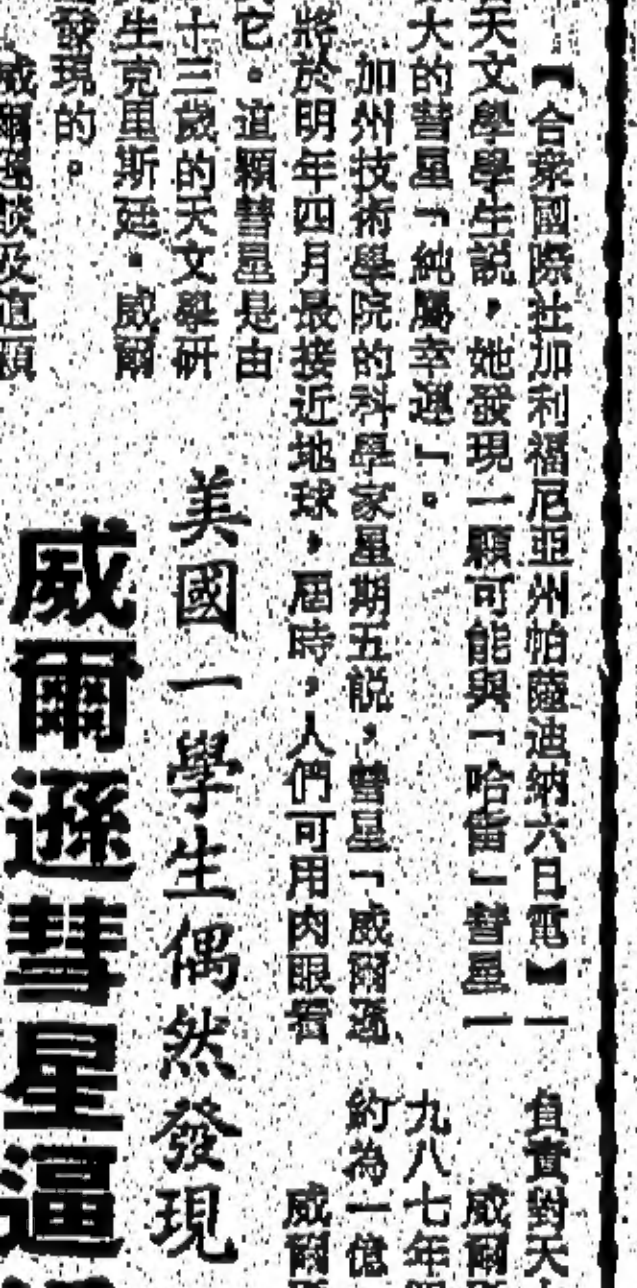 【合衆國際社加利福尼亞州帕薩迪納六日電】一
天文學學生説,她發現一顆可能與「哈雷」彗星一
大的彗星「純屬幸運」。
加州技術學院的科學家星期五說,彗星「威爾遜
將於明年四月最接近地球,屆時,人們可用肉眼看
它。這顆彗星是由
十三歲的天文學研
生克里斯廷·威爾
發現的。
威爾遜談及這顆
美國一學生偶然發現
威爾遜彗星逼
負責對天
威爾
九八七年
約為一億
威爾